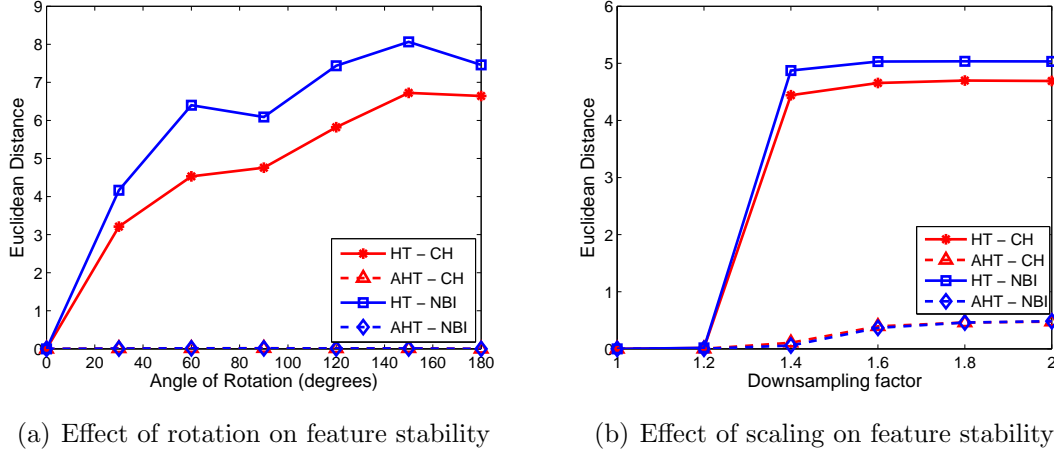 9
8
7
6
5
4
3
2
1
0
Euclidean Distance
0 20 40 60 80 100 120 140 160 180
Angle of Rotation (degrees)
HT − CH
AHT − CH
HT − NBI
AHT − NBI
(a) Effect of rotation on feature stability
6
5
4
3
2
1
0
Euclidean Distance
1 1.2 1.4 1.6 1.8 2
Downsampling factor
HT − CH
AHT − CH
HT − NBI
AHT − NBI
(b) Effect of scaling on feature stability